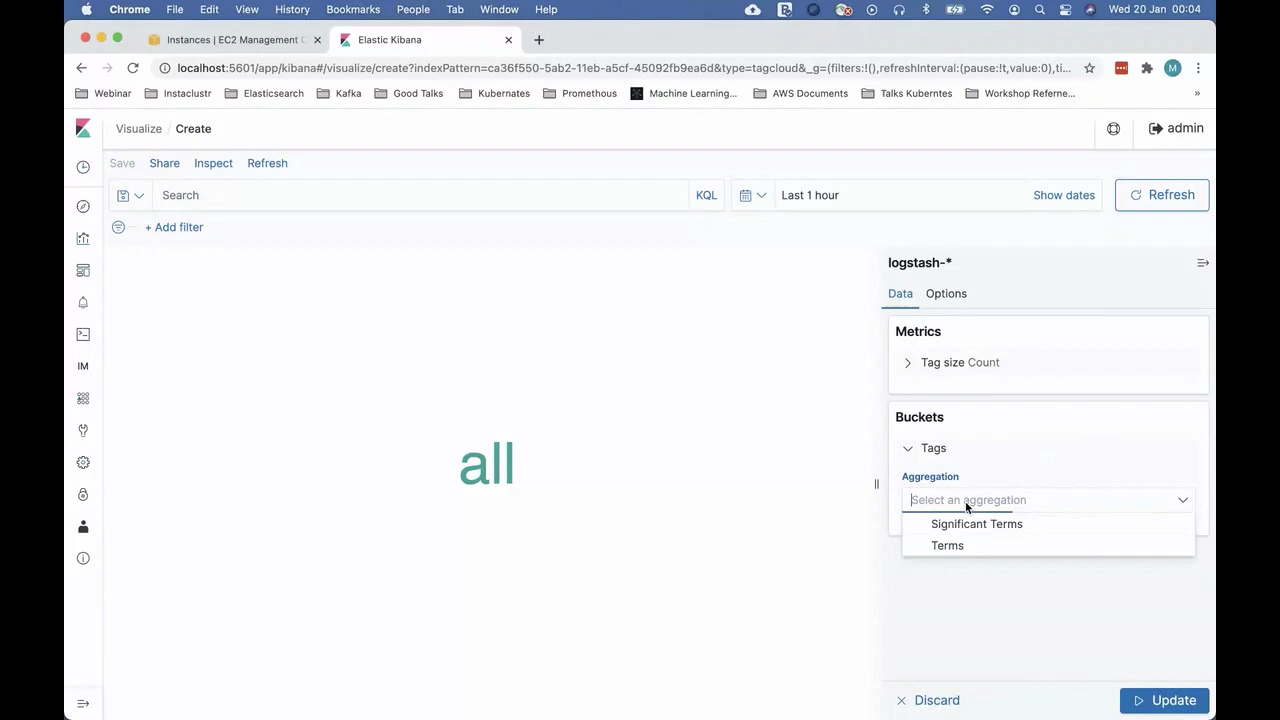 Chrome File Edit View History Bookmarks People Tab Window Help Wed 20 Jan 00:04
Instances | EC2 Management C Elastic Kibana
localhost:5601/app/kibana#/visualize/create?indexPattern=ca36f550-5ab2-11eb-a5cf-45092fb9ea6d&type=tagcloud&_g=(filters:!(),refreshInterval:(pause:!t,value:0),ti... M
Webinar Instaclustr Elasticsearch Kafka Good Talks Kubernates Prometheus Machine Learning,... AWS Documents Talks Kuberntes Workshop Referne... »
Visualize / Create admin
Save Share Inspect Refresh
Search KQL Last 1 hour Show dates Refresh
+ Add filter
logstash-*
Data Options
Metrics
Tag size Count
Buckets
Tags
Aggregation
Select an aggregation
Significant Terms
Terms
all
IM
Discard Update